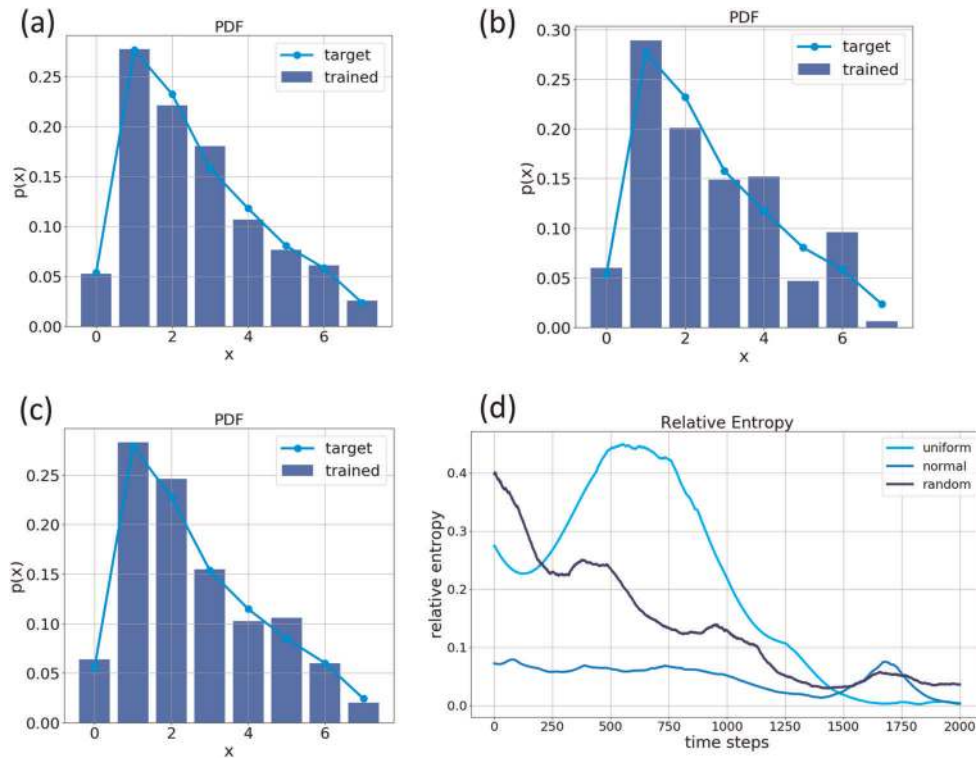 (a)
PDF
target
trained
0.25
0.20
0.15
0.10
0.05
0.00
p(x)
0 2 4 6
x
(b)
PDF
target
trained
0.30
0.25
0.20
0.15
0.10
0.05
0.00
p(x)
0 2 4 6
x
(c)
PDF
target
trained
0.25
0.20
0.15
0.10
0.05
0.00
p(x)
0 2 4 6
x
(d)
Relative Entropy
uniform
normal
random
0.4
0.3
0.2
0.1
0.0
relative entropy
0 250 500 750 1000 1250 1500 1750 2000
time steps